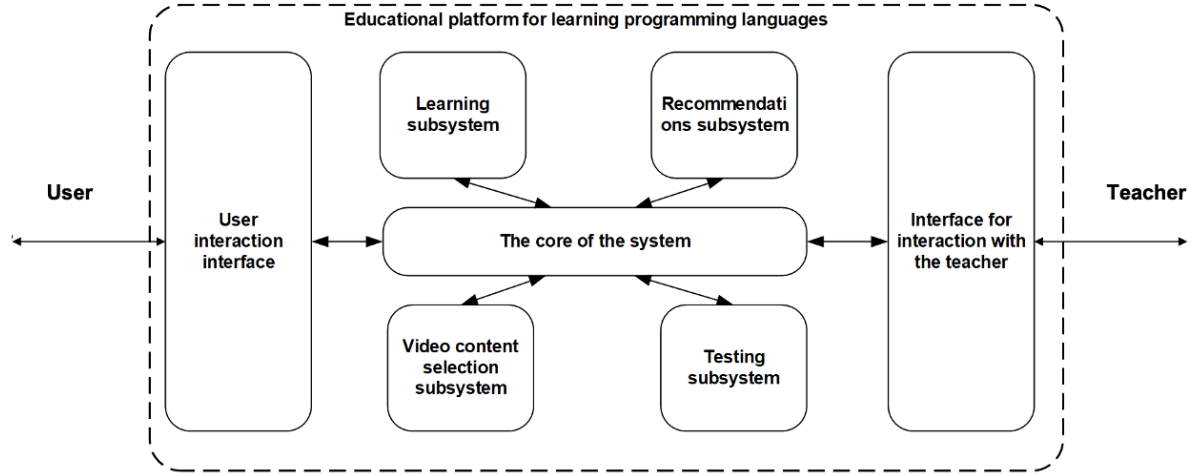 Educational platform for learning programming languages
Learning
subsystem
Recommendati
ons subsystem
User
Teacher
User
interaction
interface
The core of the system
Interface for
interaction with
the teacher
Video content
selection
subsystem
Testing
subsystem